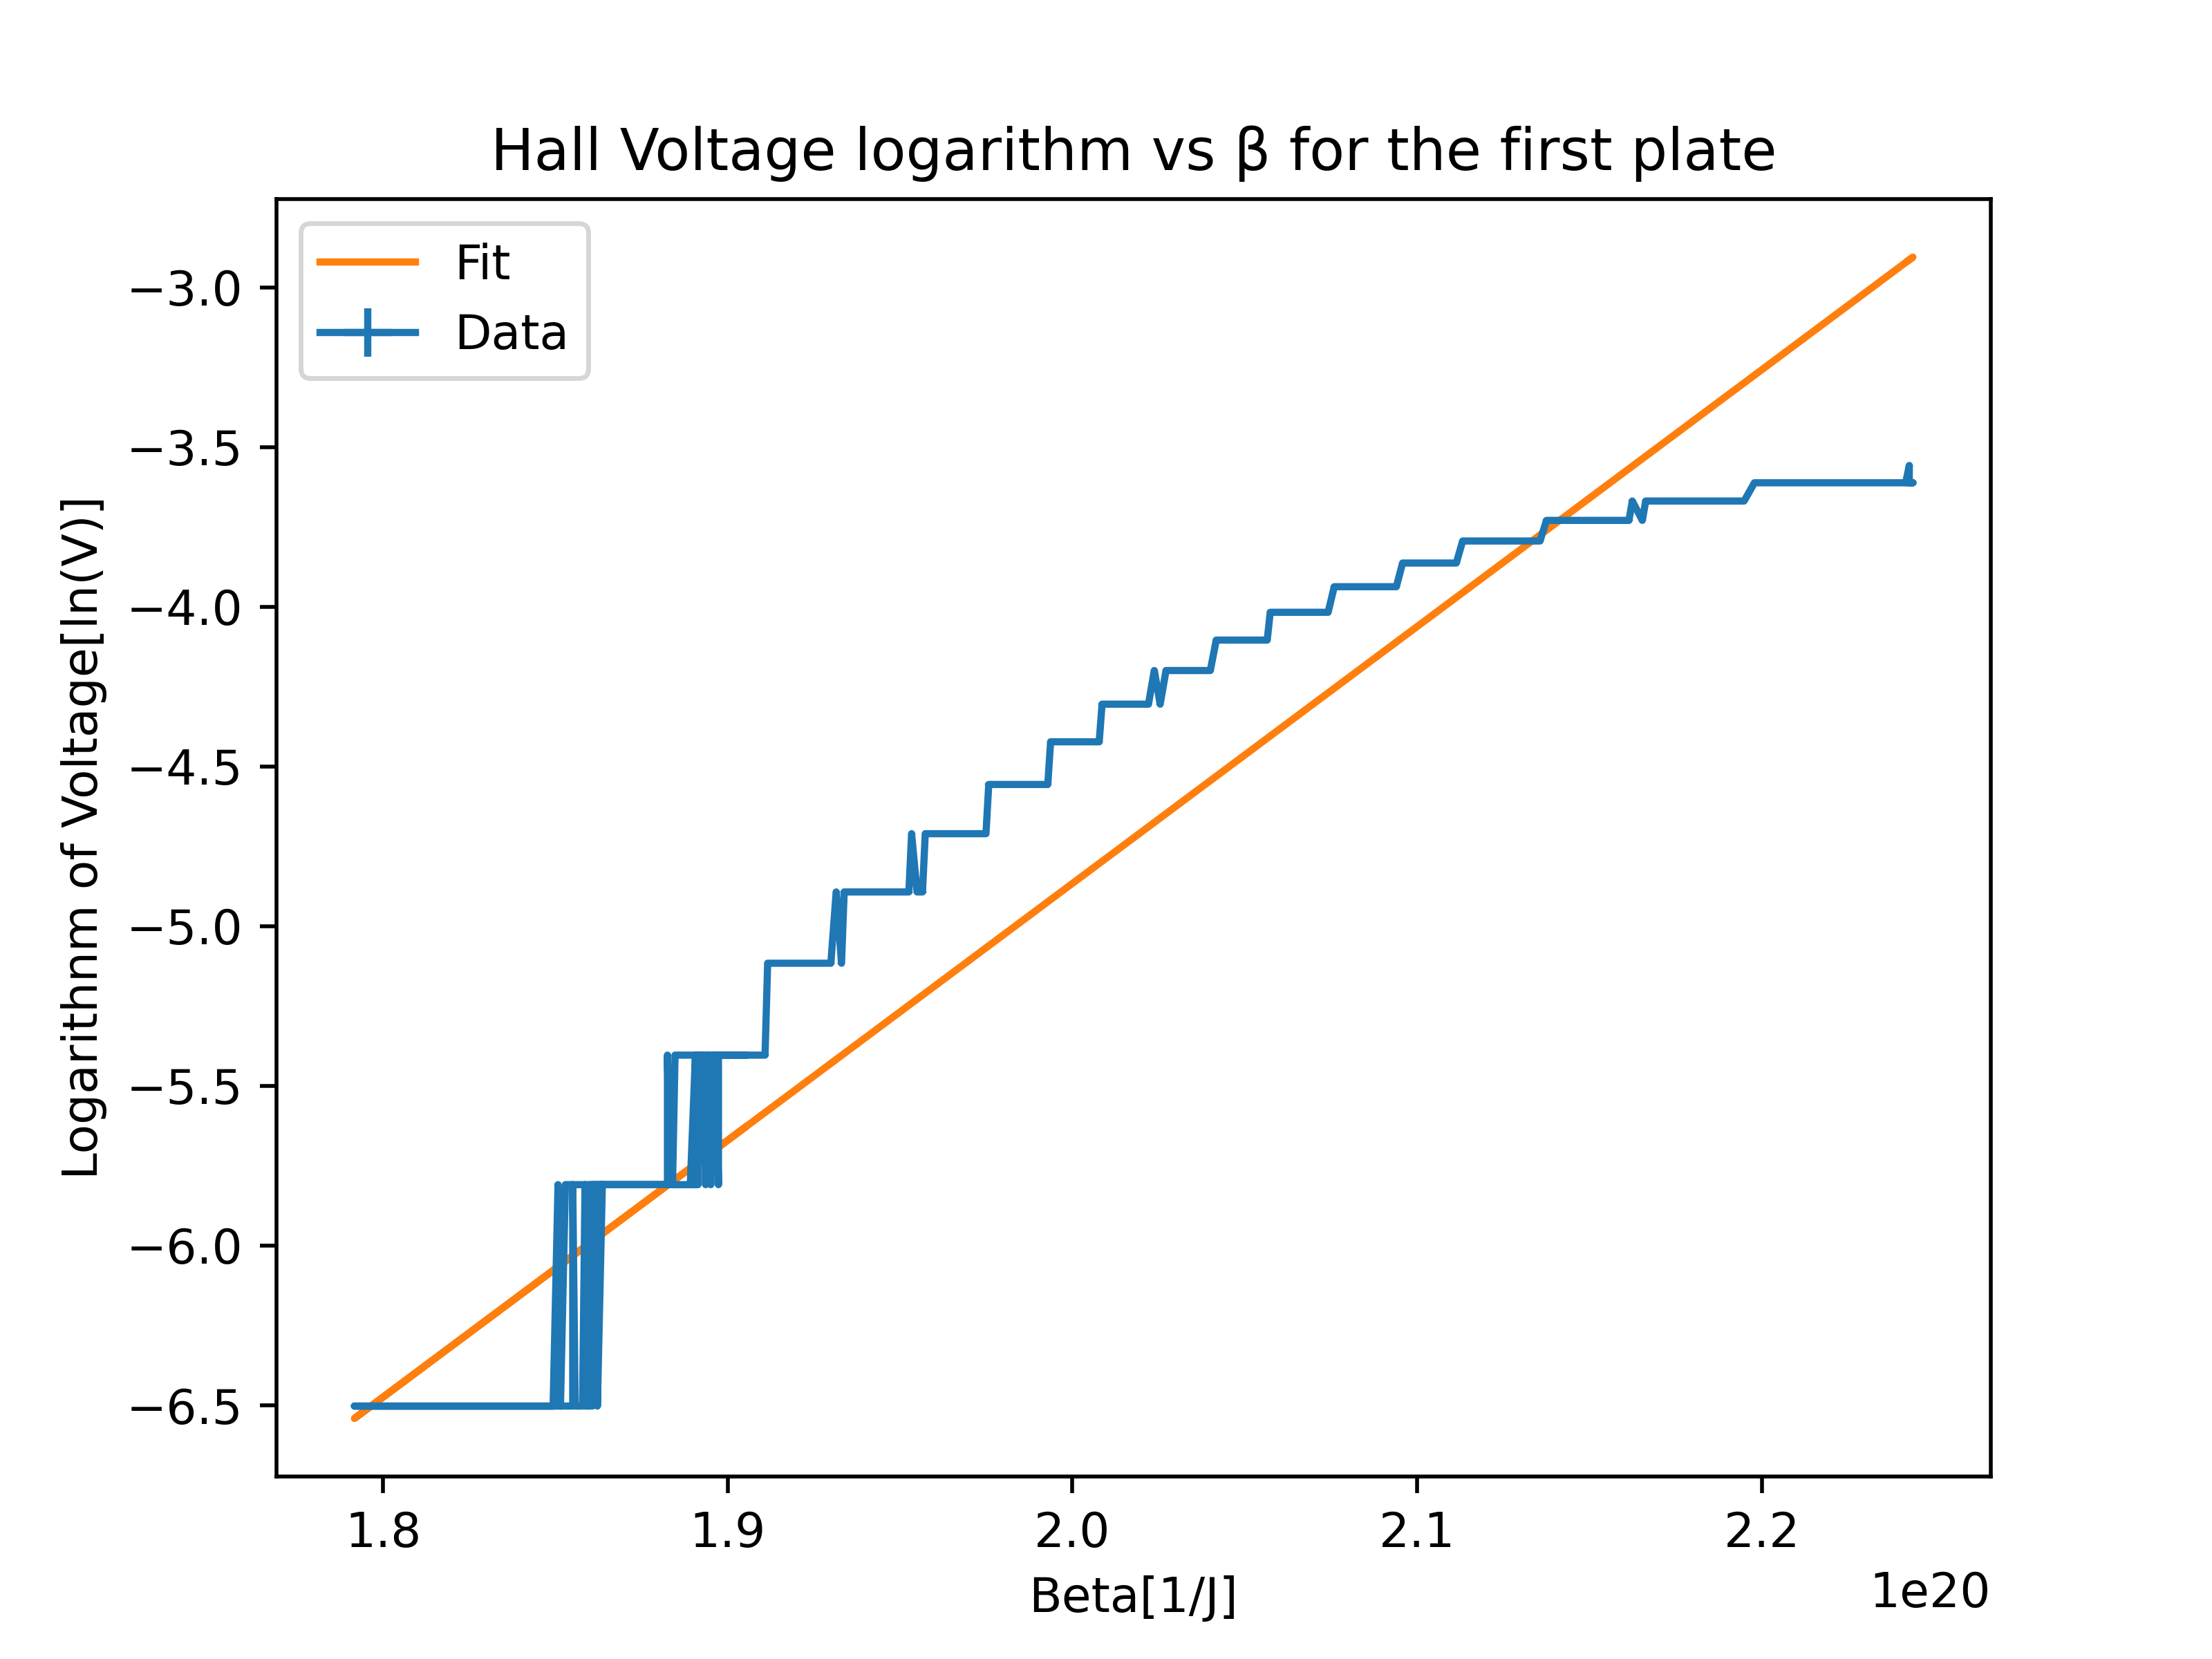 Hall Voltage logarithm vs β for the first plate
Fit
Data
−3.0
−3.5
−4.0
−4.5
−5.0
−5.5
−6.0
−6.5
Logarithnm of Voltage[ln(V)]
1.8
1.9
2.0
2.1
2.2
1e20
Beta[1/J]